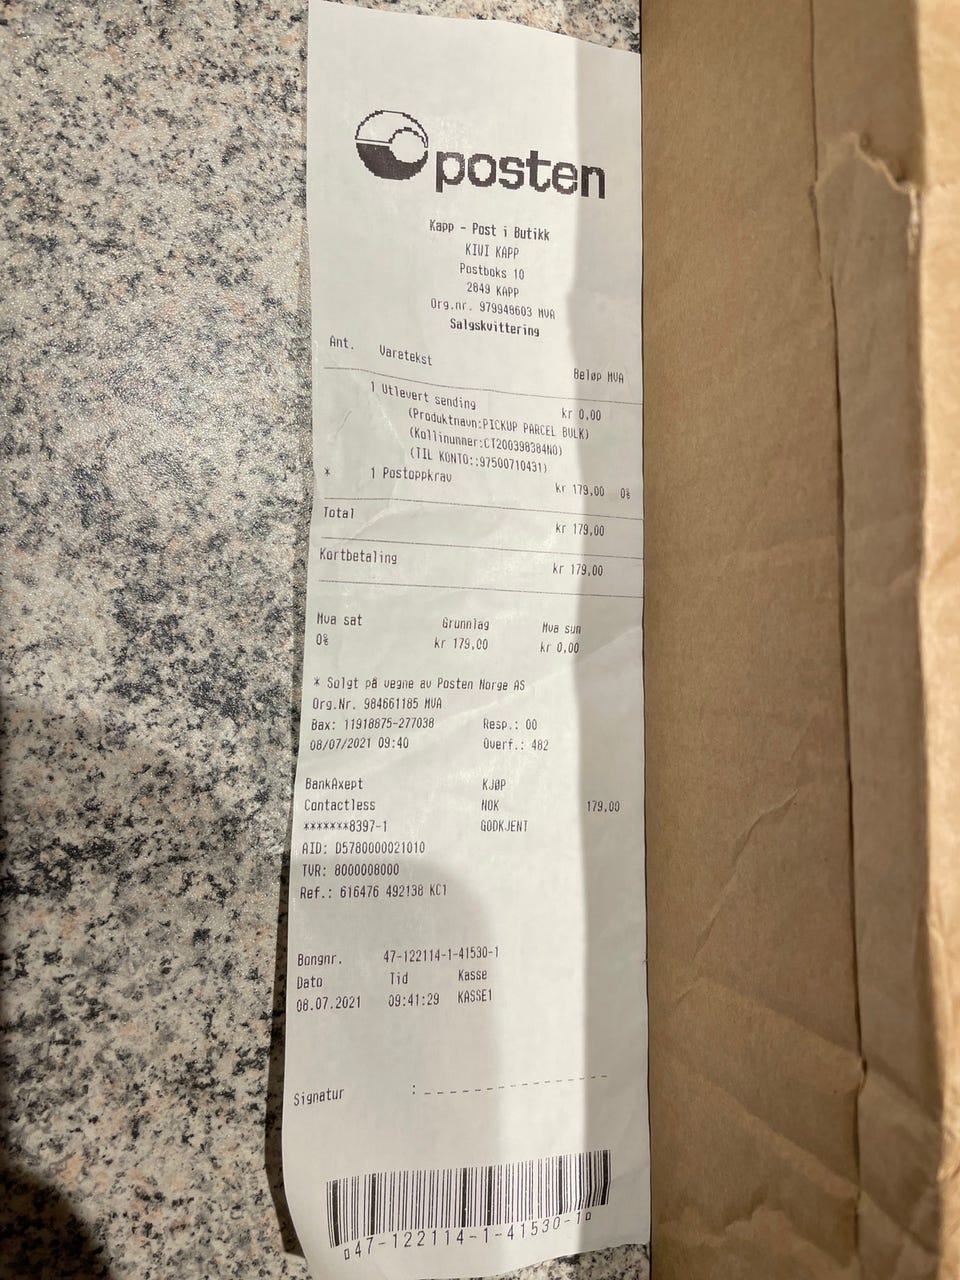 posten
Kapp - Post i Butikk
KIWI KAPP
Postboks 10
2849 KAPP
Org.nr. 979948603 MVA
Salgskvittering
Ant. Varetekst Beløp MVA
1 Utlevert sending kr 0,00
(Produktnavn:PICKUP PARCEL BULK)
(Kollinummer:CT200398384NO)
(TIL KONTO::97500710431)
* 1 Postoppkrav kr 179,00 0%
Total kr 179,00
Kortbetaling kr 179,00
Mva sat Grunnlag Mva sum
0% kr 179,00 kr 0,00
* Solgt på vegne av Posten Norge AS
Org.Nr. 984661185 MVA
Bax: 11918875-277038 Resp.: 00
08/07/2021 09:40 Overf.: 482
BankAxept KJØP
Contactless NOK 179,00
*******8397-1 GODKJENT
AID: D5780000021010
TVR: 8000008000
Ref.: 616476 492138 KC1
Bongnr. 47-122114-1-41530-1
Dato Tid Kasse
08.07.2021 09:41:29 KASSE1
Signatur :
47-122114-1-41530-1